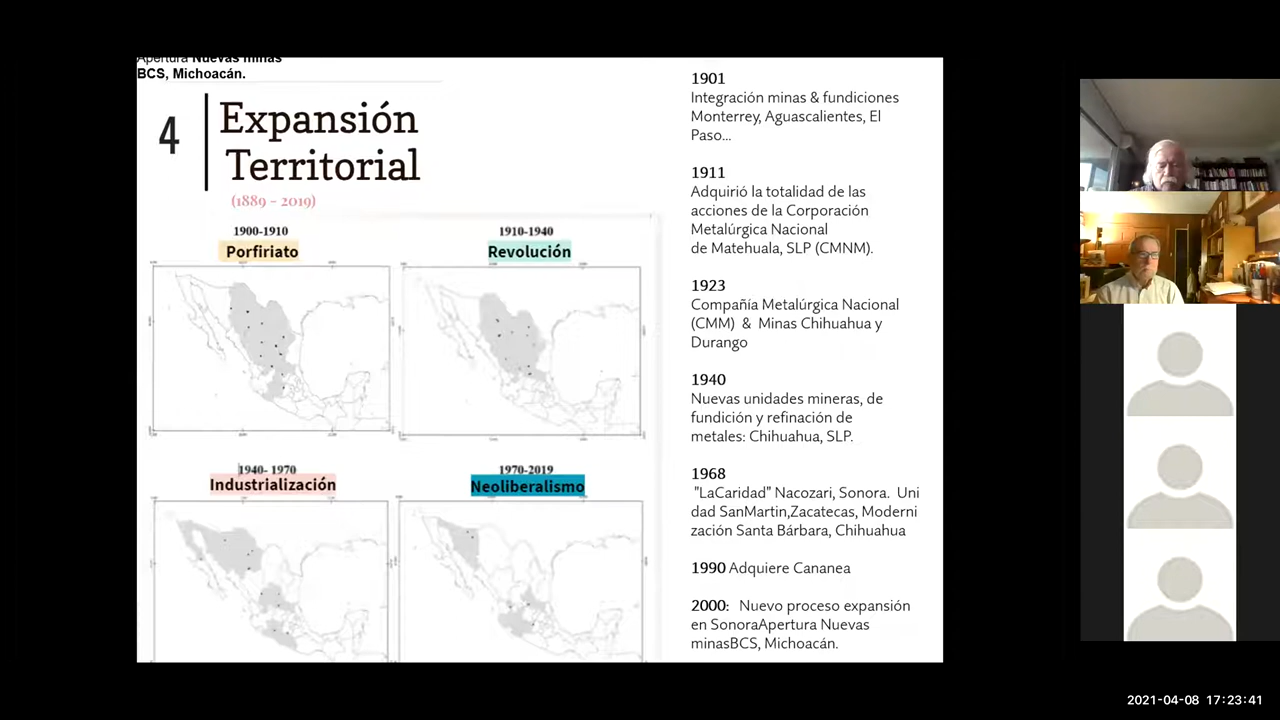 Apertura Nuevas minas
BCS, Michoacán.
4
Expansión
Territorial
(1889 - 2019)
1900-1910
Porfiriato
1910-1940
Revolución
1940- 1970
Industrialización
1970-2019
Neoliberalismo
1901
Integración minas & fundiciones
Monterrey, Aguascalientes, El
Paso...
1911
Adquirió la totalidad de las
acciones de la Corporación
Metalúrgica Nacional
de Matehuala, SLP (CMNM).
1923
Compañía Metalúrgica Nacional
(CMM) & Minas Chihuahua y
Durango
1940
Nuevas unidades mineras, de
fundición y refinación de
metales: Chihuahua, SLP.
1968
"LaCaridad" Nacozari, Sonora. Uni
dad SanMartin,Zacatecas, Moderni
zación Santa Bárbara, Chihuahua
1990 Adquiere Cananea
2000: Nuevo proceso expansión
en SonoraApertura Nuevas
minasBCS, Michoacán.
2021-04-08 17:23:41